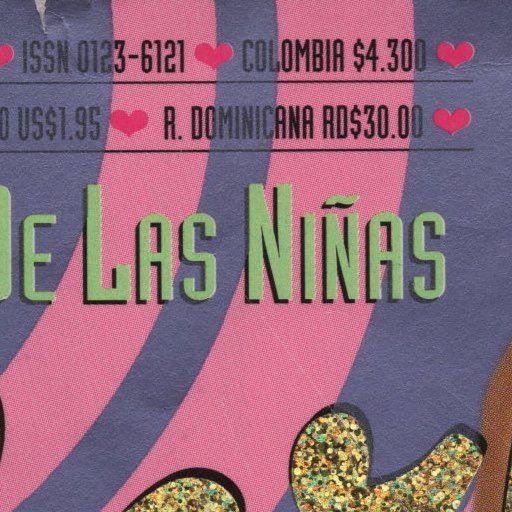 ISSN 0123-6121 COLOMBIA $4.300
O US$1.95 R. DOMINICANA RD$30.00
DE LAS NIÑAS